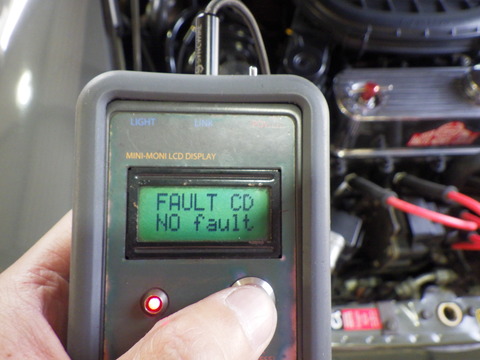 LIGHT LINK
MINI-MONI LCD DISPLAY
FAULT CD
NO fault